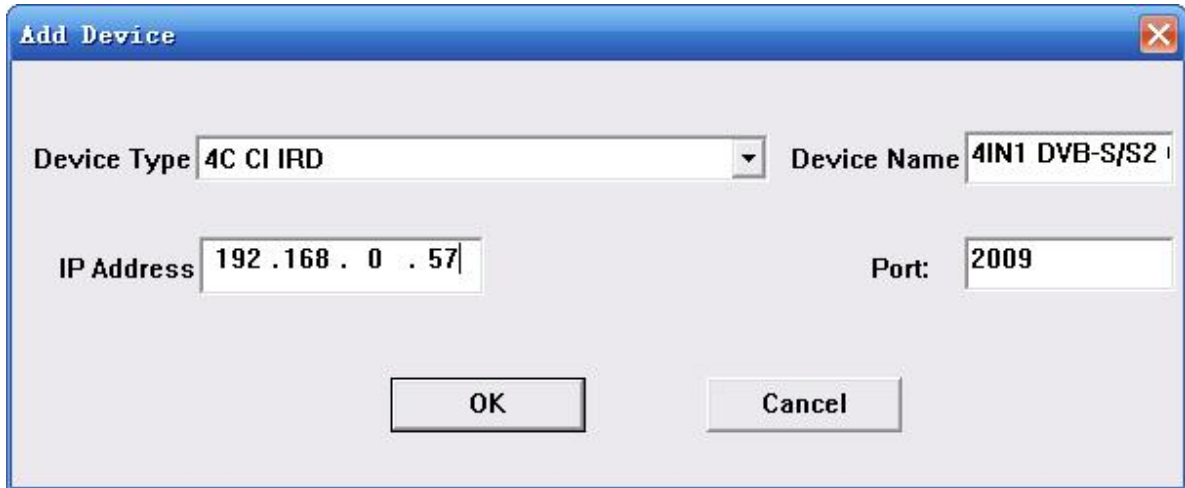 Add Device
Device Type 4C CI IRD Device Name 4IN1 DVB-S/S2
IP Address 192 .168 . 0 . 57 Port: 2009
OK Cancel